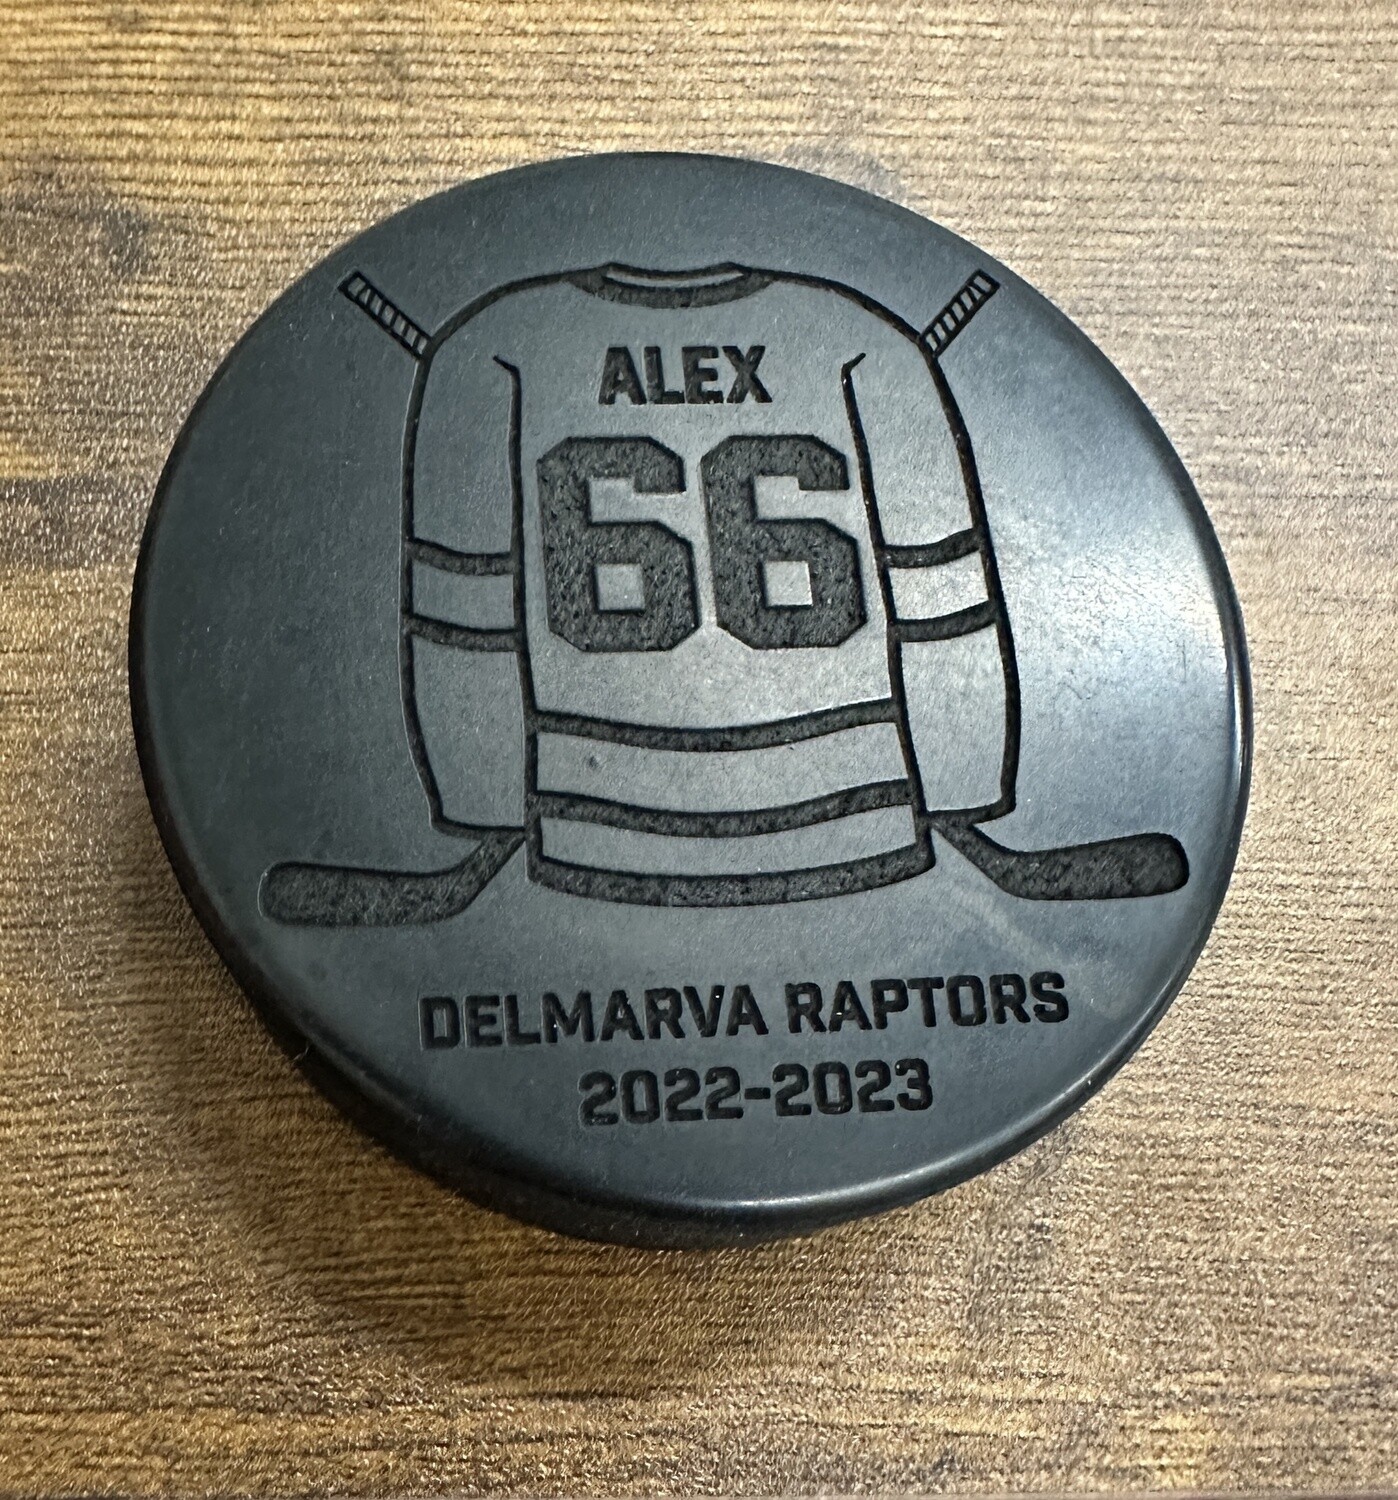 ALEX
66
DELMARVA RAPTORS
2022-2023